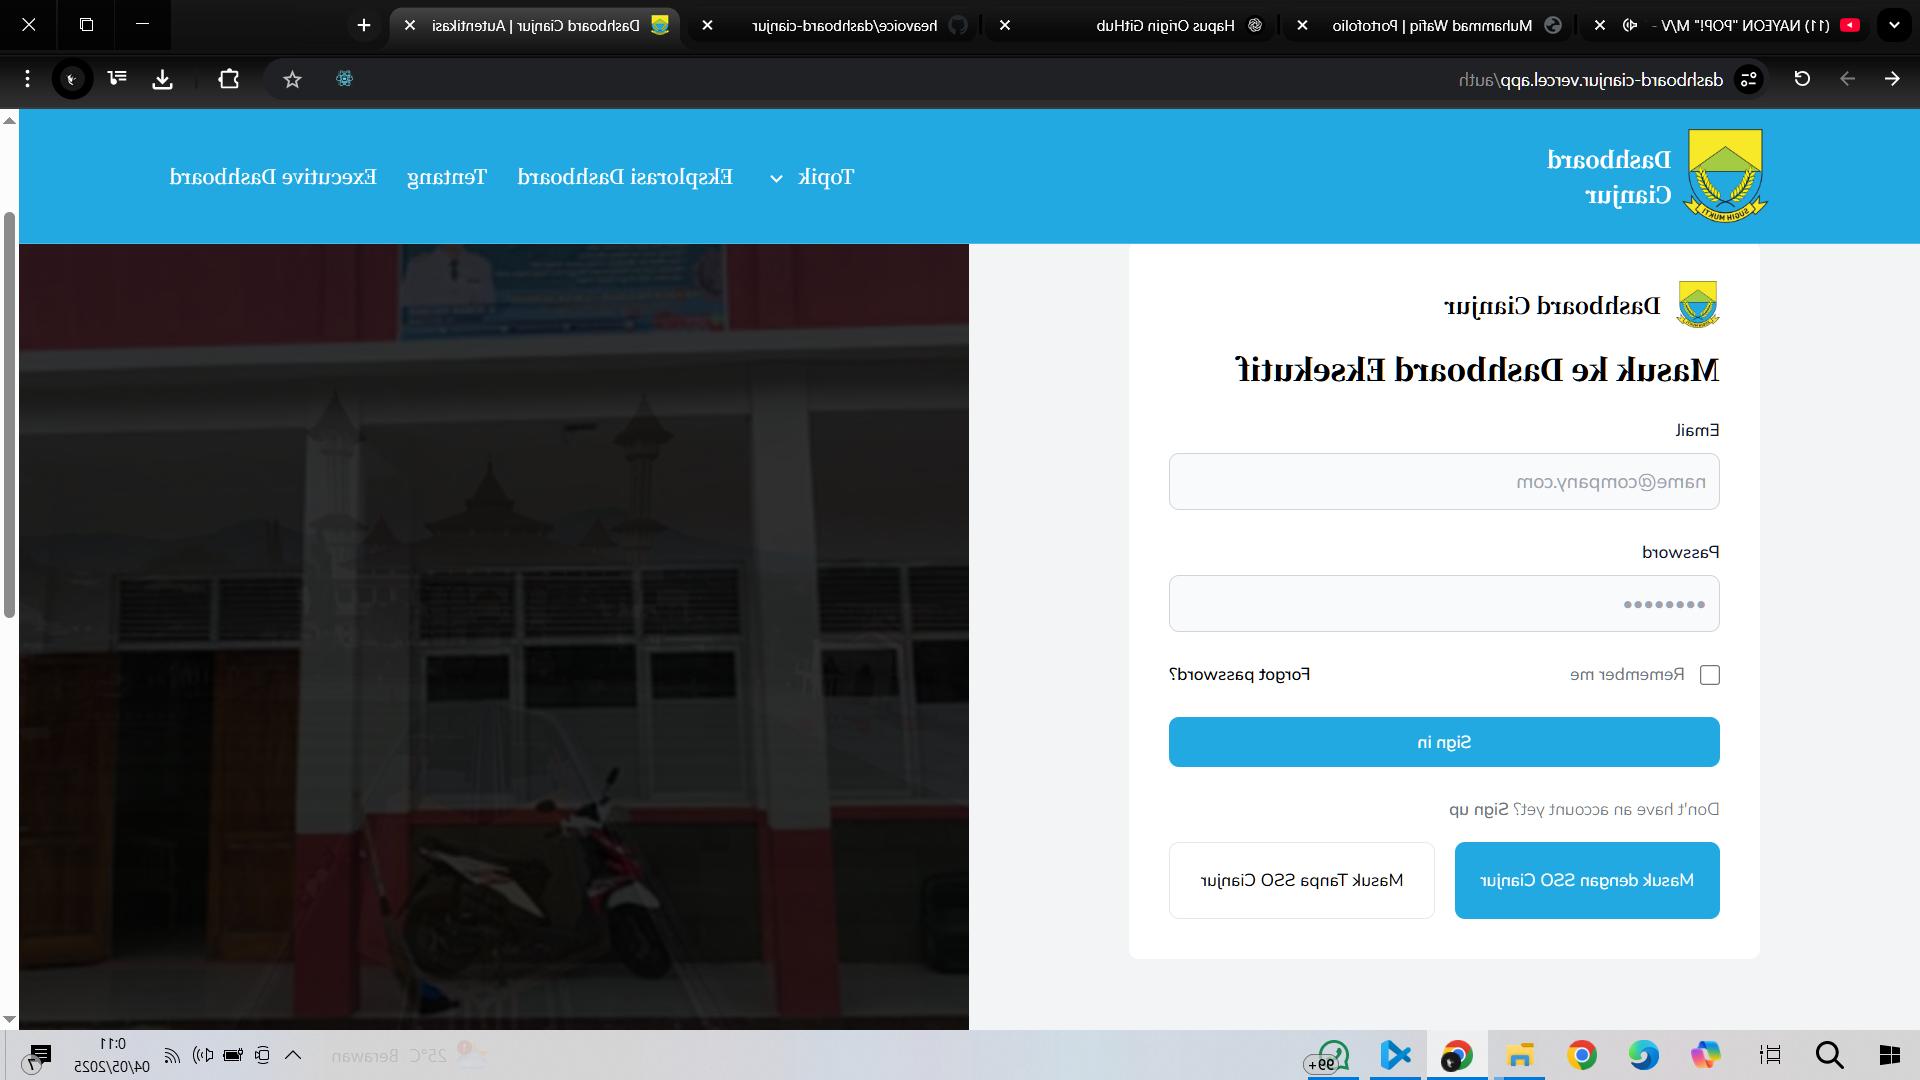 (11) NAYEON "POP!" M/V -
Muhammad Wafiq | Portofolio
Hapus Origin GitHub
heavoice/dashboard-cianjur
Dashboard Cianjur | Autentikasi
dashboard-cianjur.vercel.app/auth
Dashboard
Cianjur
SUGIH MUKTI
Topik
Eksplorasi Dashboard
Tentang
Executive Dashboard
Dashboard Cianjur
Masuk ke Dashboard Eksekutif
Email
name@company.com
Password
••••••••
Remember me
Forgot password?
Sign in
Don't have an account yet? Sign up
Masuk dengan SSO Cianjur
Masuk Tanpa SSO Cianjur
99+
25°C Berawan
0:11
04/05/2025
7